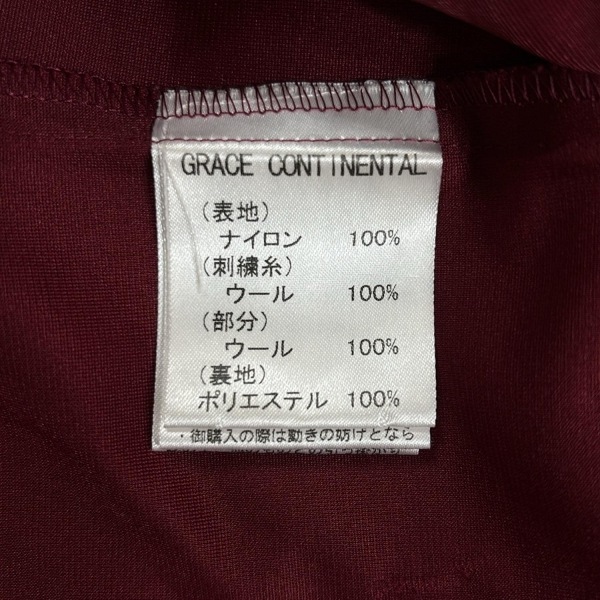 GRACE CONTINENTAL
(表地)
ナイロン 100%
(刺繍糸)
ウール 100%
(部分)
ウール 100%
(裏地)
ポリエステル 100%
・御購入の際は動きの妨げとなら